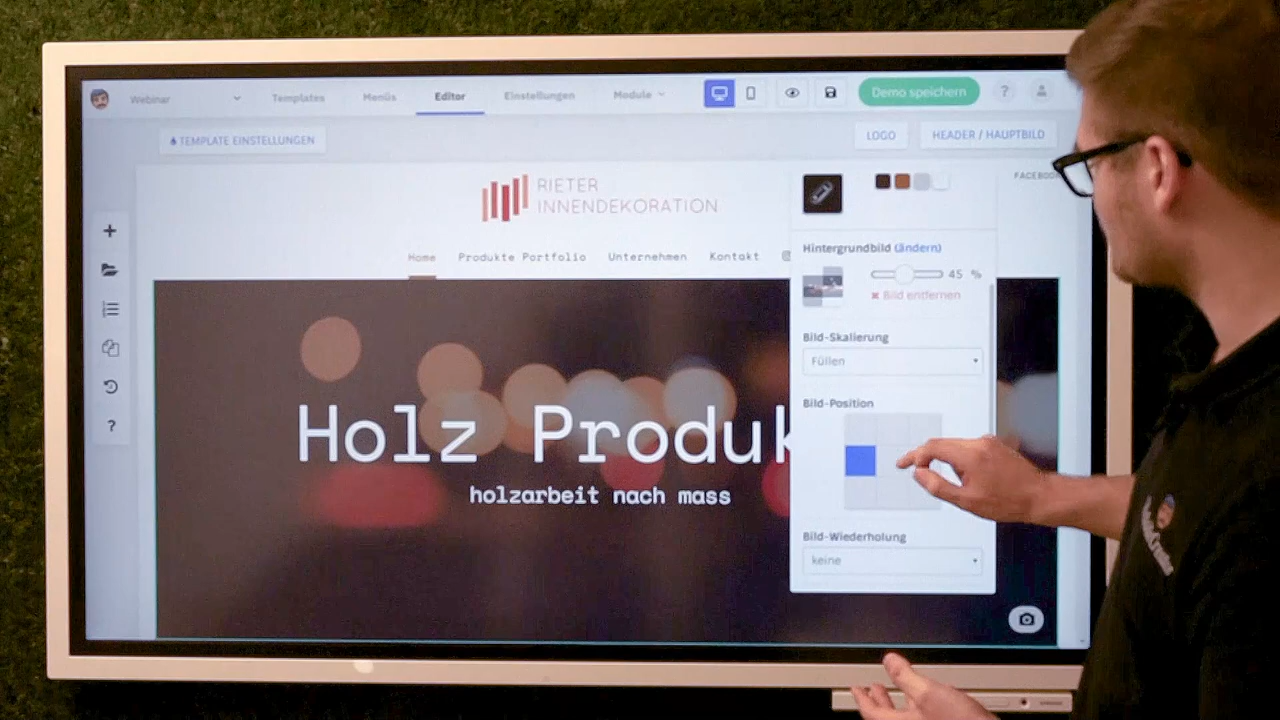 Webinar
Templates
Menüs
Editor
Einstellungen
Module
Demo speichern
?
TEMPLATE EINSTELLUNGEN
LOGO
HEADER / HAUPTBILD
RIETER
INNENDEKORATION
FACEBOO
Home
Produkte Portfolio
Unternehmen
Kontakt
Hintergrundbild (ändern)
45 %
✖ Bild entfernen
Bild-Skalierung
Füllen
Bild-Position
Holz Produk
holzarbeit nach mass
Bild-Wiederholung
keine
?